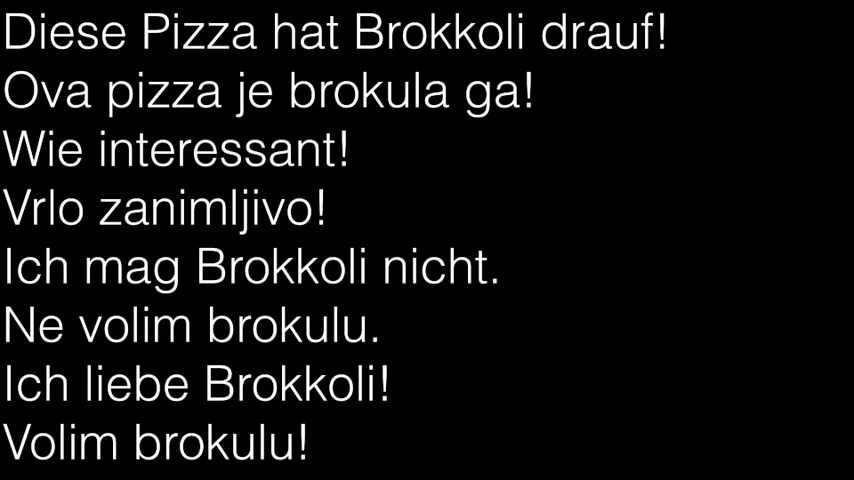 Diese Pizza hat Brokkoli drauf!
Ova pizza je brokula ga!
Wie interessant!
Vrlo zanimljivo!
Ich mag Brokkoli nicht.
Ne volim brokulu.
Ich liebe Brokkoli!
Volim brokulu!